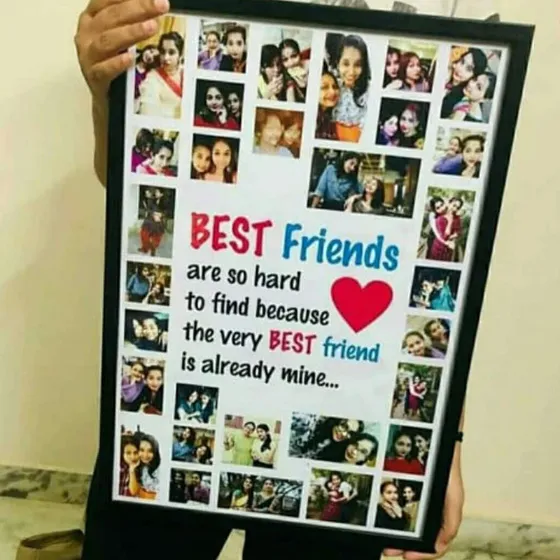 BEST Friends
are so hard
to find because
the very BEST friend
is already mine...